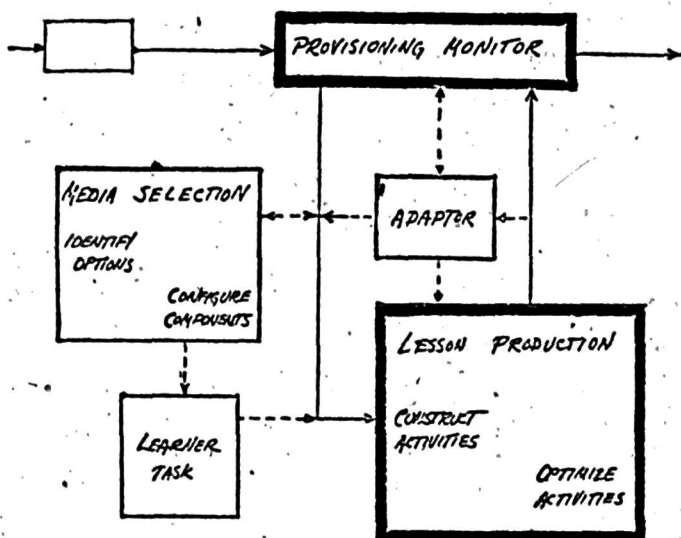 PROVISIONING MONITOR
MEDIA SELECTION
IDENTIFY
OPTIONS
CONFIGURE
COMPONENTS
ADAPTOR
LESSON PRODUCTION
CONSTRUCT
ACTIVITIES
OPTIMIZE
ACTIVITIES
LEARNER
TASK